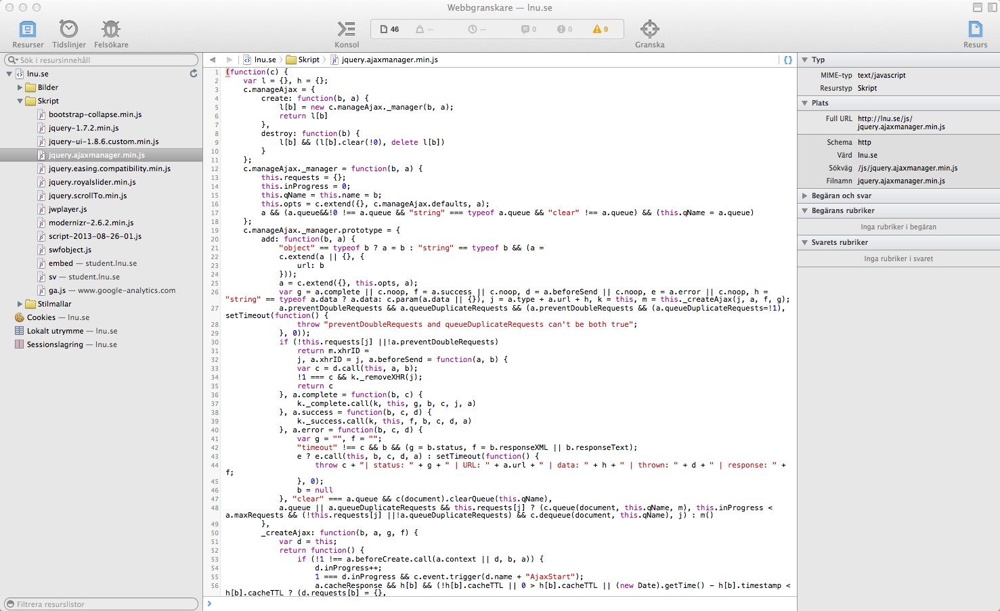 Webbgranskare — lnu.se
Resurser
Tidslinjer
Felsökare
Konsol
46
—
—
0
0
9
Granska
Resurs
Sök i resursinnehåll
lnu.se
Bilder
Skript
bootstrap-collapse.min.js
jquery-1.7.2.min.js
jquery-ui-1.8.6.custom.min.js
jquery.ajaxmanager.min.js
jquery.easing.compatibility.min.js
jquery.royalslider.min.js
jquery.scrollTo.min.js
jwplayer.js
modernizr-2.6.2.min.js
script-2013-08-26-01.js
swfobject.js
embed — student.lnu.se
sv — student.lnu.se
ga.js — www.google-analytics.com
Stilmallar
Cookies — lnu.se
Lokalt utrymme — lnu.se
Sessionslagring — lnu.se
Filtrera resurslistor
lnu.se
Skript
jquery.ajaxmanager.min.js
{}
1 (function(c) {
2 var l = {}, h = {};
3 c.manageAjax = {
4 create: function(b, a) {
5 l[b] = new c.manageAjax._manager(b, a);
6 return l[b]
7 },
8 destroy: function(b) {
9 l[b] && (l[b].clear(!0), delete l[b])
10 }
11 };
12 c.manageAjax._manager = function(b, a) {
13 this.requests = {};
14 this.inProgress = 0;
15 this.qName = this.name = b;
16 this.opts = c.extend({}, c.manageAjax.defaults, a);
17 a && (a.queue&&!0 !== a.queue && "string" === typeof a.queue && "clear" !== a.queue) && (this.qName = a.queue)
18 };
19 c.manageAjax._manager.prototype = {
20 add: function(b, a) {
21 "object" == typeof b ? a = b : "string" == typeof b && (a =
22 c.extend(a || {}, {
23 url: b
24 }));
25 a = c.extend({}, this.opts, a);
26 var g = a.complete || c.noop, f = a.success || c.noop, d = a.beforeSend || c.noop, e = a.error || c.noop, h =
"string" == typeof a.data ? a.data: c.param(a.data || {}), j = a.type + a.url + h, k = this, m = this._createAjax(j, a, f, g);
27 a.preventDoubleRequests && a.queueDuplicateRequests && (a.preventDoubleRequests && (a.queueDuplicateRequests=!1),
setTimeout(function() {
28 throw "preventDoubleRequests and queueDuplicateRequests can't be both true";
29 }, 0));
30 if (!this.requests[j] ||!a.preventDoubleRequests)
31 return m.xhrID =
32 j, a.xhrID = j, a.beforeSend = function(a, b) {
33 var c = d.call(this, a, b);
34 !1 === c && k._removeXHR(j);
35 return c
36 }, a.complete = function(b, c) {
37 k._complete.call(k, this, g, b, c, j, a)
38 }, a.success = function(b, c, d) {
39 k._success.call(k, this, f, b, c, d, a)
40 }, a.error = function(b, c, d) {
41 var g = "", f = "";
42 "timeout" !== c && b && (g = b.status, f = b.responseXML || b.responseText);
43 e ? e.call(this, b, c, d, a) : setTimeout(function() {
44 throw c + "| status: " + g + " | URL: " + a.url + " | data: " + h + " | thrown: " + d + " | response: " +
f;
45 }, 0);
46 b = null
47 }, "clear" === a.queue && c(document).clearQueue(this.qName),
48 a.queue || a.queueDuplicateRequests && this.requests[j] ? (c.queue(document, this.qName, m), this.inProgress <
a.maxRequests && (!this.requests[j] ||!a.queueDuplicateRequests) && c.dequeue(document, this.qName), j) : m()
49 },
50 _createAjax: function(b, a, g, f) {
51 var d = this;
52 return function() {
53 if (!1 !== a.beforeCreate.call(a.context || d, b, a)) {
54 d.inProgress++;
55 1 === d.inProgress && c.event.trigger(d.name + "AjaxStart");
56 a.cacheResponse && h[b] && (!h[b].cacheTTL || 0 > h[b].cacheTTL || (new Date).getTime() - h[b].timestamp <
h[b].cacheTTL ? (d.requests[b] = {},
Typ
MIME-typ text/javascript
Resurstyp Skript
Plats
Full URL http://lnu.se/js/
jquery.ajaxmanager.min.js
Schema http
Värd lnu.se
Sökväg /js/jquery.ajaxmanager.min.js
Filnamn jquery.ajaxmanager.min.js
Begäran och svar
Begärans rubriker
Inga rubriker i begäran
Svarets rubriker
Inga rubriker i svaret